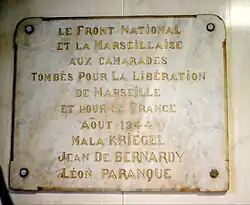 LE FRONT NATIONAL
ET LA MARSEILLAISE
AUX CAMARADES
TOMBÉS POUR LA LIBÉRATION
DE MARSEILLE
ET POUR LA FRANCE
AÔUT 1944
MALA KRIEGEL
JEAN DE BERNARDY
LÉON PARANQUE